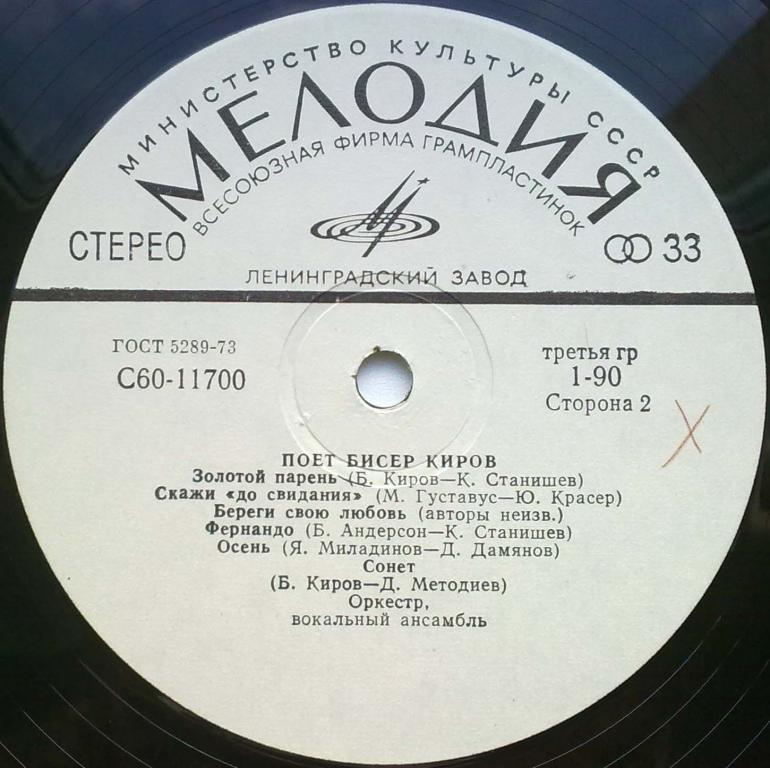 МИНИСТЕРСТВО КУЛЬТУРЫ СССР
МЕЛОДИЯ
ВСЕСОЮЗНАЯ ФИРМА ГРАМПЛАСТИНОК
СТЕРЕО
33
ЛЕНИНГРАДСКИЙ ЗАВОД
ГОСТ 5289-73
С60-11700
третья гр
1-90
Сторона 2
ПОЕТ БИСЕР КИРОВ
Золотой парень (Б. Киров—К. Станишев)
Скажи «до свидания» (М. Густавус—Ю. Красер)
Береги свою любовь (авторы неизв.)
Фернандо (Б. Андерсон—К. Станишев)
Осень (Я. Миладинов—Д. Дамянов)
Сонет
(Б. Киров—Д. Методиев)
Оркестр,
вокальный ансамбль